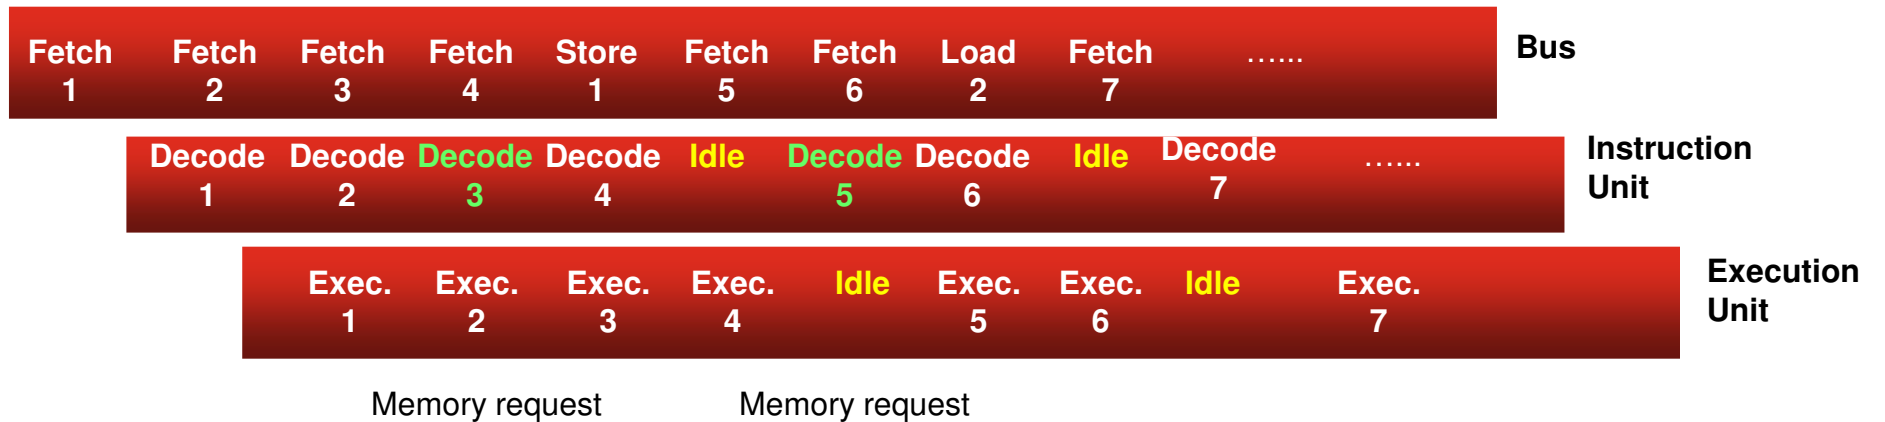 Fetch Fetch Fetch Fetch Store Fetch Fetch Load Fetch ...... Bus
1 2 3 4 1 5 6 2 7
Decode Decode Decode Decode Idle Decode Decode Idle Decode ...... Instruction
1 2 3 4 5 6 7 Unit
Exec. Exec. Exec. Exec. Idle Exec. Exec. Idle Exec. Execution
1 2 3 4 5 6 7 Unit
Memory request Memory request